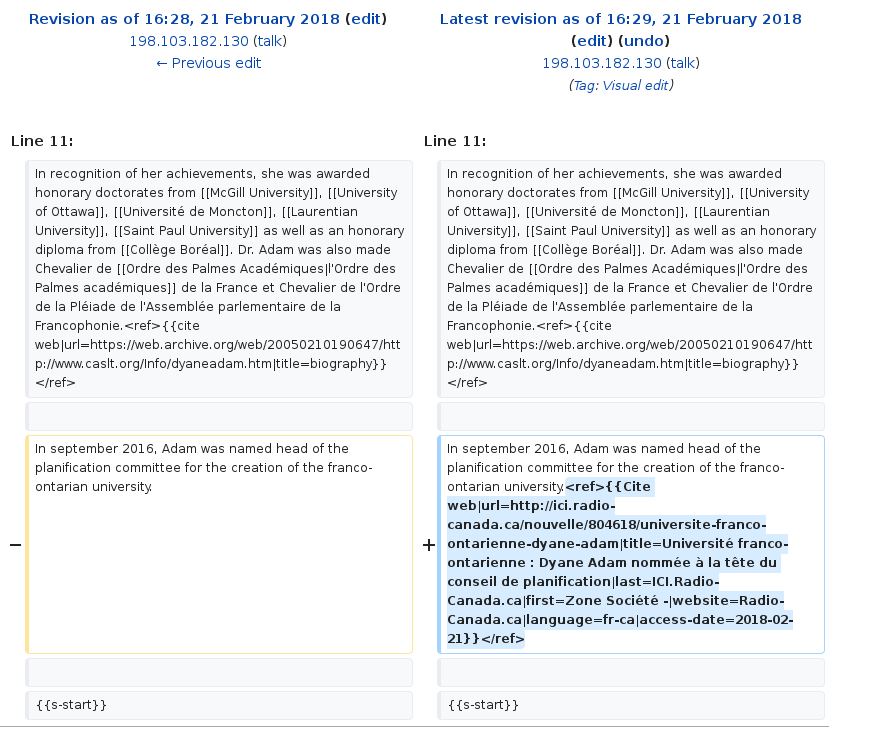 Revision as of 16:28, 21 February 2018 (edit)
198.103.182.130 (talk)
← Previous edit
Latest revision as of 16:29, 21 February 2018
(edit) (undo)
198.103.182.130 (talk)
(Tag: Visual edit)
Line 11:
Line 11:
In recognition of her achievements, she was awarded
honorary doctorates from [[McGill University]], [[University
of Ottawa]], [[Université de Moncton]], [[Laurentian
University]], [[Saint Paul University]] as well as an honorary
diploma from [[Collège Boréal]]. Dr. Adam was also made
Chevalier de [[Ordre des Palmes Académiques|l'Ordre des
Palmes académiques]] de la France et Chevalier de l'Ordre
de la Pléiade de l'Assemblée parlementaire de la
Francophonie.<ref>{{cite
web|url=https://web.archive.org/web/20050210190647/htt
p://www.caslt.org/Info/dyaneadam.htm|title=biography}}
</ref>
In recognition of her achievements, she was awarded
honorary doctorates from [[McGill University]], [[University
of Ottawa]], [[Université de Moncton]], [[Laurentian
University]], [[Saint Paul University]] as well as an honorary
diploma from [[Collège Boréal]]. Dr. Adam was also made
Chevalier de [[Ordre des Palmes Académiques|l'Ordre des
Palmes académiques]] de la France et Chevalier de l'Ordre
de la Pléiade de l'Assemblée parlementaire de la
Francophonie.<ref>{{cite
web|url=https://web.archive.org/web/20050210190647/htt
p://www.caslt.org/Info/dyaneadam.htm|title=biography}}
</ref>
−
In september 2016, Adam was named head of the
planification committee for the creation of the franco-
ontarian university.
+
In september 2016, Adam was named head of the
planification committee for the creation of the franco-
ontarian university.<ref>{{Cite
web|url=http://ici.radio-
canada.ca/nouvelle/804618/universite-franco-
ontarienne-dyane-adam|title=Université franco-
ontarienne : Dyane Adam nommée à la tête du
conseil de planification|last=ICI.Radio-
Canada.ca|first=Zone Société -|website=Radio-
Canada.ca|language=fr-ca|access-date=2018-02-
21}}</ref>
{{s-start}}
{{s-start}}